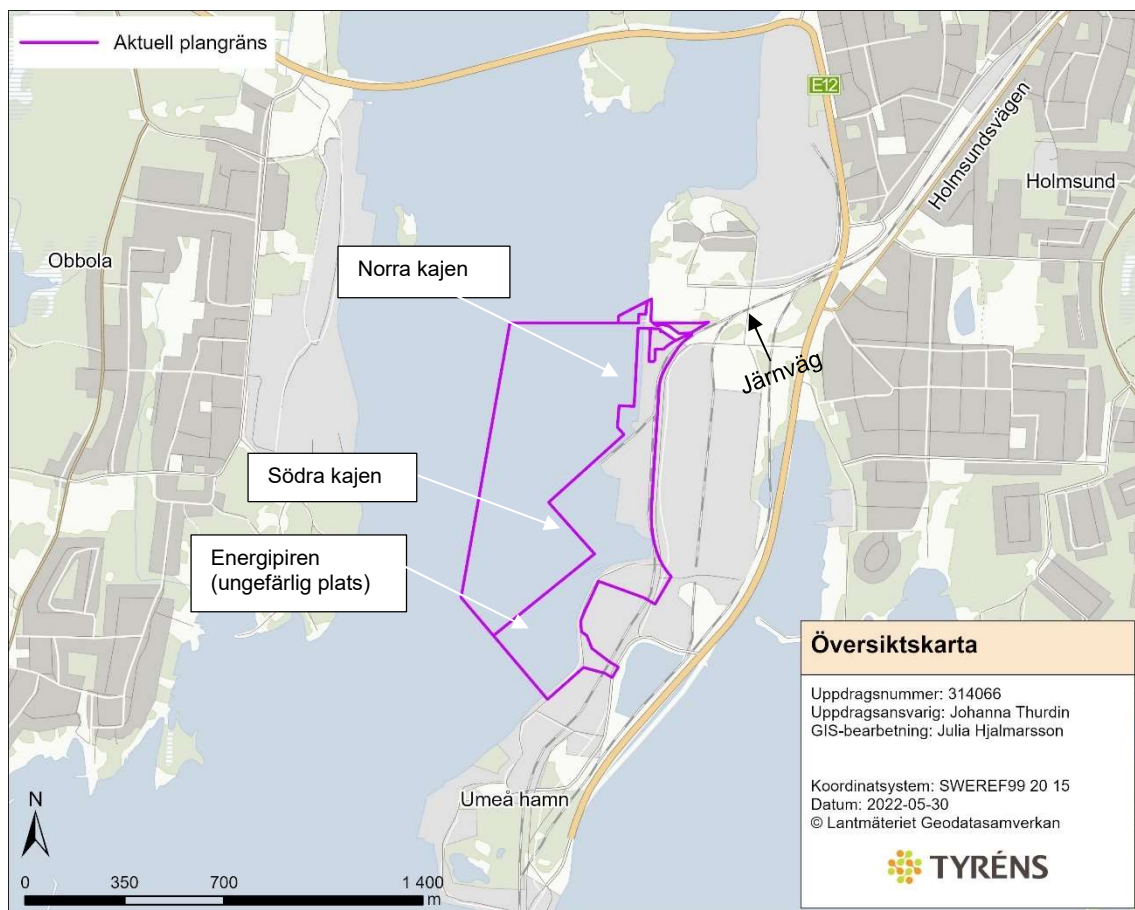 Aktuell plangräns
E12
Holmsundsvägen
Holmsund
Obbola
Norra kajen
Järnväg
Södra kajen
Energipiren
(ungefärlig plats)
Umeå hamn
N
0 350 700 1 400
m
Översiktskarta
Uppdragsnummer: 314066
Uppdragsansvarig: Johanna Thurdin
GIS-bearbetning: Julia Hjalmarsson
Koordinatsystem: SWEREF99 20 15
Datum: 2022-05-30
© Lantmäteriet Geodatasamverkan
TYRÉNS